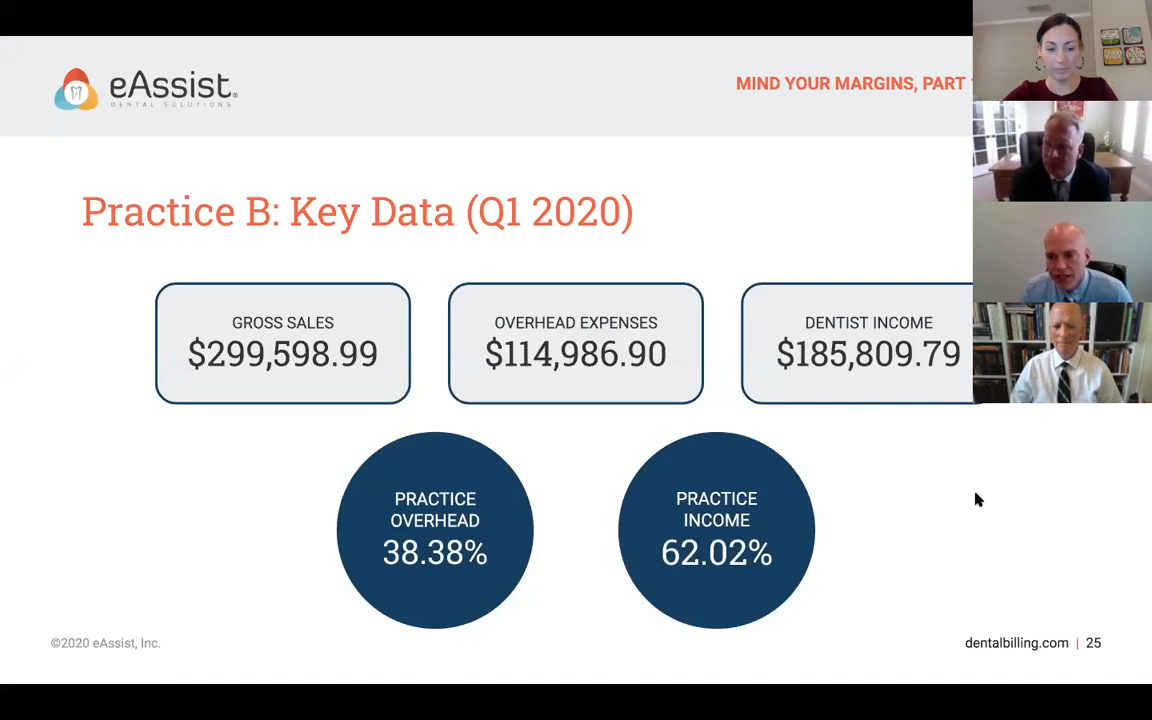 eAssist
DENTAL SOLUTIONS
MIND YOUR MARGINS, PART
Practice B: Key Data (Q1 2020)
GROSS SALES
$299,598.99
OVERHEAD EXPENSES
$114,986.90
DENTIST INCOME
$185,809.79
PRACTICE
OVERHEAD
38.38%
PRACTICE
INCOME
62.02%
©2020 eAssist, Inc.
dentalbilling.com | 25